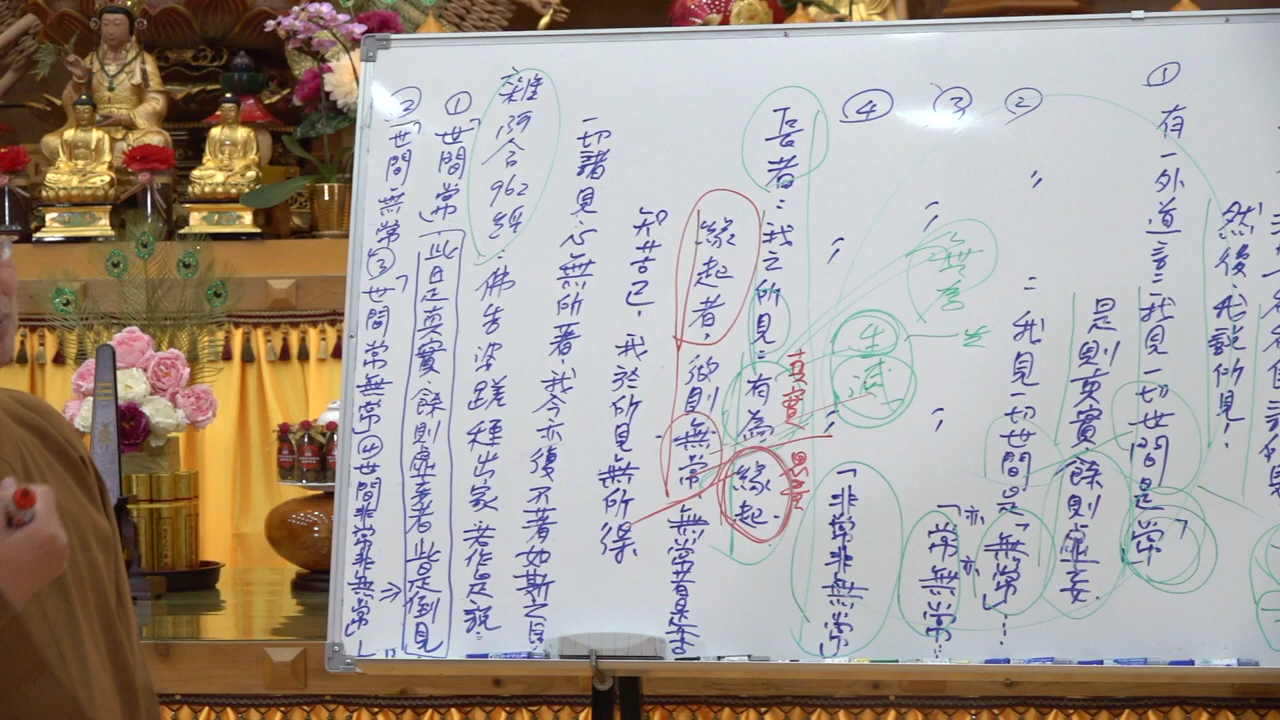 然後,我說所見!
① 有一外道言:我見一切世間是「常」
是則真實 餘則虛妄.
② 〃 = 我見一切世間是「無常」……
③ 〃 〃 「亦常亦無常」
④ 〃 〃 「非常非無常」
無為
生
生滅
長者:我之所見:有為 緣起.
真實
緣起者,彼則無常 無常者是苦
知苦已,我於所見無所得
一切諸見,心無所著,我今亦復不著如斯之見
雜阿含962經:佛告婆蹉種出家 若作是說:
①「世間常」此曰是真實,餘則虛妄者 皆是倒見
②「世間無常」③「世間常無常」④世間非常非無常」